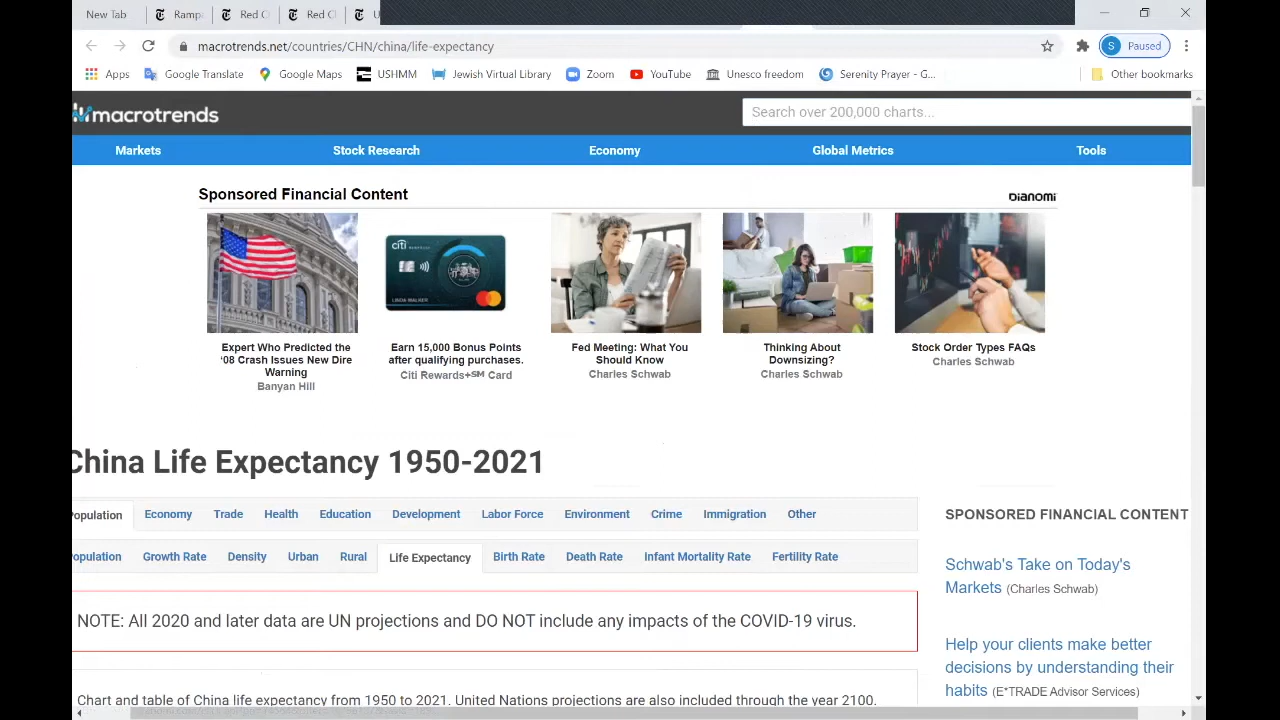 New Tab
Ramp
Red C
Red Cl
U
macrotrends.net/countries/CHN/china/life-expectancy
S Paused
Apps Google Translate Google Maps USHMM Jewish Virtual Library Zoom YouTube Unesco freedom Serenity Prayer - G... Other bookmarks
macrotrends
Search over 200,000 charts...
Markets Stock Research Economy Global Metrics Tools
Sponsored Financial Content
DIANOMI
citi
LINDA WALKER
Expert Who Predicted the
'08 Crash Issues New Dire
Warning
Banyan Hill
Earn 15,000 Bonus Points
after qualifying purchases.
Citi Rewards+℠ Card
Fed Meeting: What You
Should Know
Charles Schwab
Thinking About
Downsizing?
Charles Schwab
Stock Order Types FAQs
Charles Schwab
China Life Expectancy 1950-2021
opulation Economy Trade Health Education Development Labor Force Environment Crime Immigration Other
opulation Growth Rate Density Urban Rural Life Expectancy Birth Rate Death Rate Infant Mortality Rate Fertility Rate
NOTE: All 2020 and later data are UN projections and DO NOT include any impacts of the COVID-19 virus.
Chart and table of China life expectancy from 1950 to 2021. United Nations projections are also included through the year 2100.
SPONSORED FINANCIAL CONTENT
Schwab's Take on Today's
Markets (Charles Schwab)
Help your clients make better
decisions by understanding their
habits (E*TRADE Advisor Services)